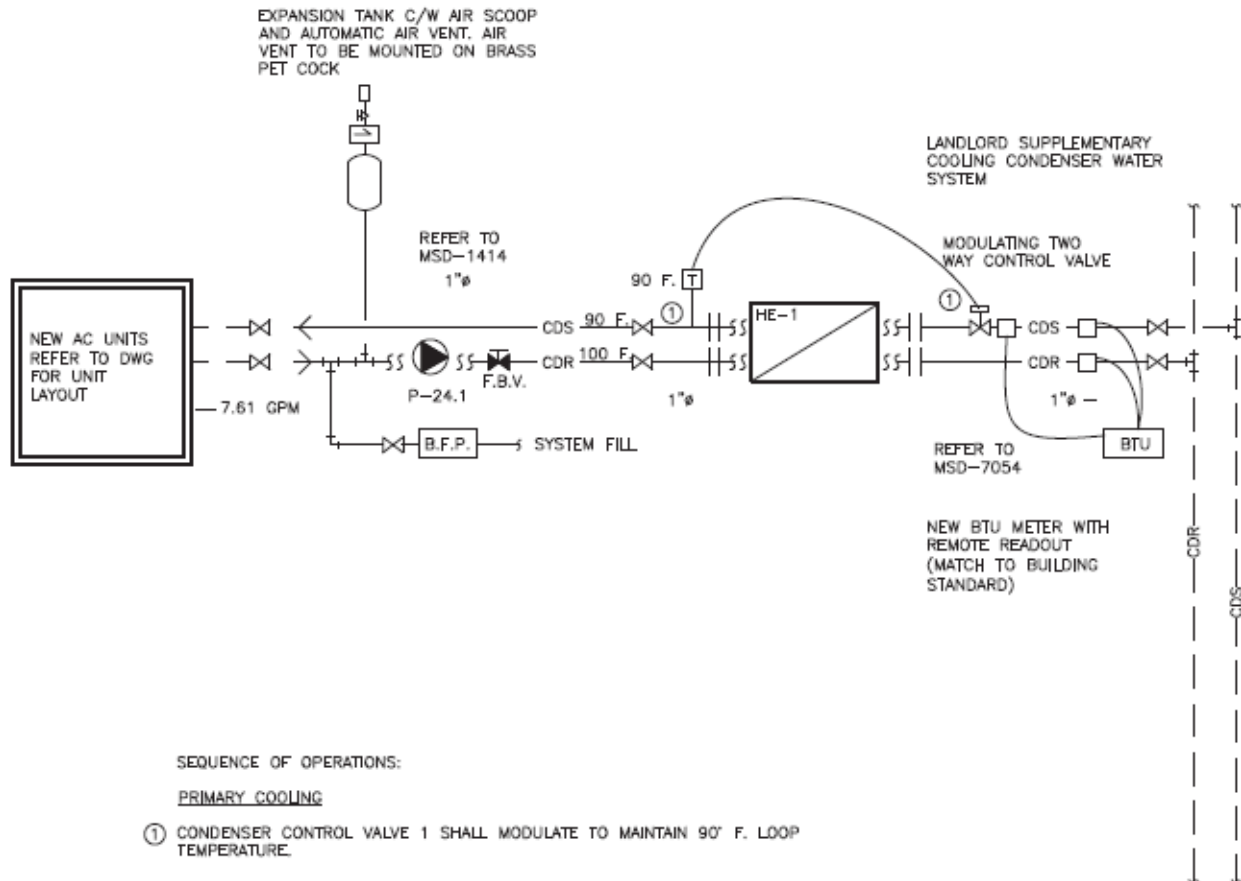 EXPANSION TANK C/W AIR SCOOP
AND AUTOMATIC AIR VENT. AIR
VENT TO BE MOUNTED ON BRASS
PET COCK
LANDLORD SUPPLEMENTARY
COOLING CONDENSER WATER
SYSTEM
REFER TO
MSD-1414
1"ø
MODULATING TWO
WAY CONTROL VALVE
90 F.
T
1
1
HE-1
NEW AC UNITS
REFER TO DWG
FOR UNIT
LAYOUT
CDS
90 F.
CDS
CDR
100 F.
CDR
F.B.V.
P-24.1
7.61 GPM
1"ø
1"ø
B.F.P.
SYSTEM FILL
BTU
REFER TO
MSD-7054
NEW BTU METER WITH
REMOTE READOUT
(MATCH TO BUILDING
STANDARD)
CDR
CDS
SEQUENCE OF OPERATIONS:
PRIMARY COOLING
1 CONDENSER CONTROL VALVE 1 SHALL MODULATE TO MAINTAIN 90° F. LOOP
TEMPERATURE.